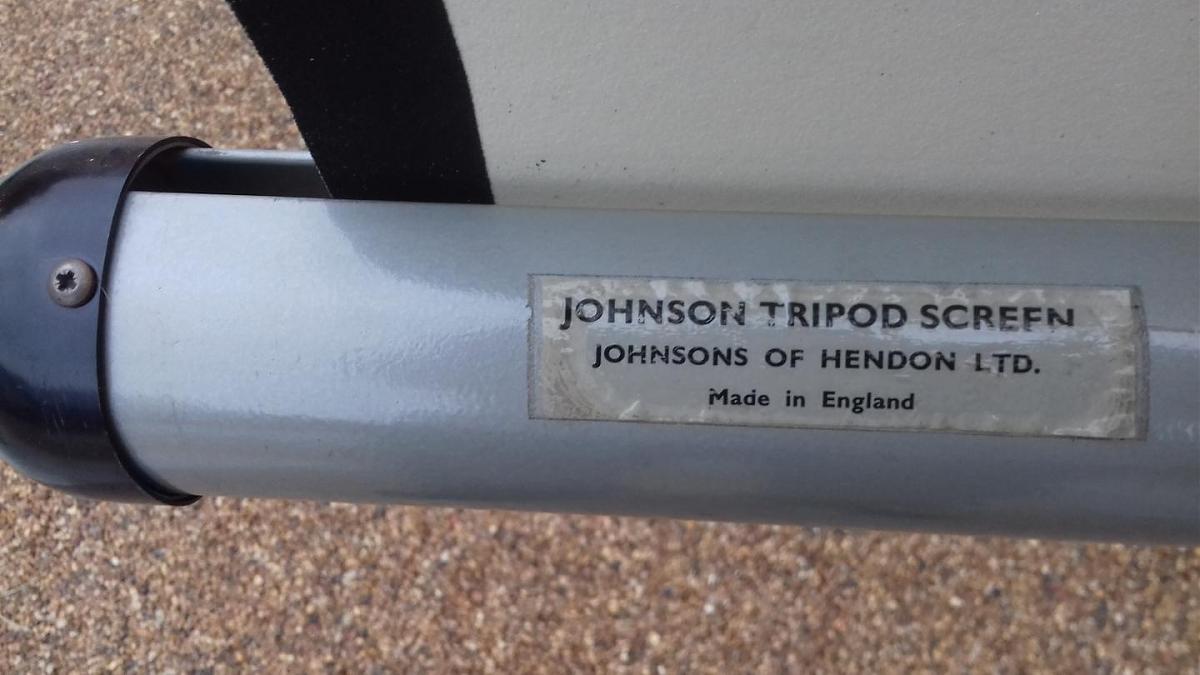 JOHNSON TRIPOD SCREEN
JOHNSONS OF HENDON LTD.
Made in England